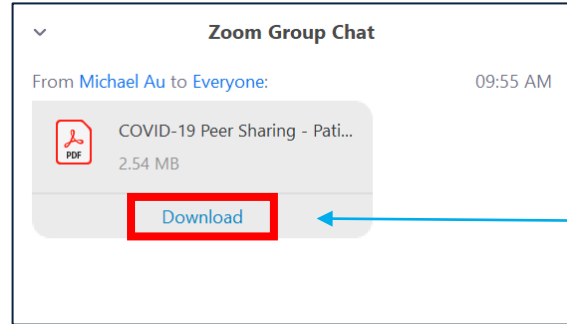 Zoom Group Chat
From Michael Au to Everyone: 09:55 AM
COVID-19 Peer Sharing - Pati...
PDF
2.54 MB
Download